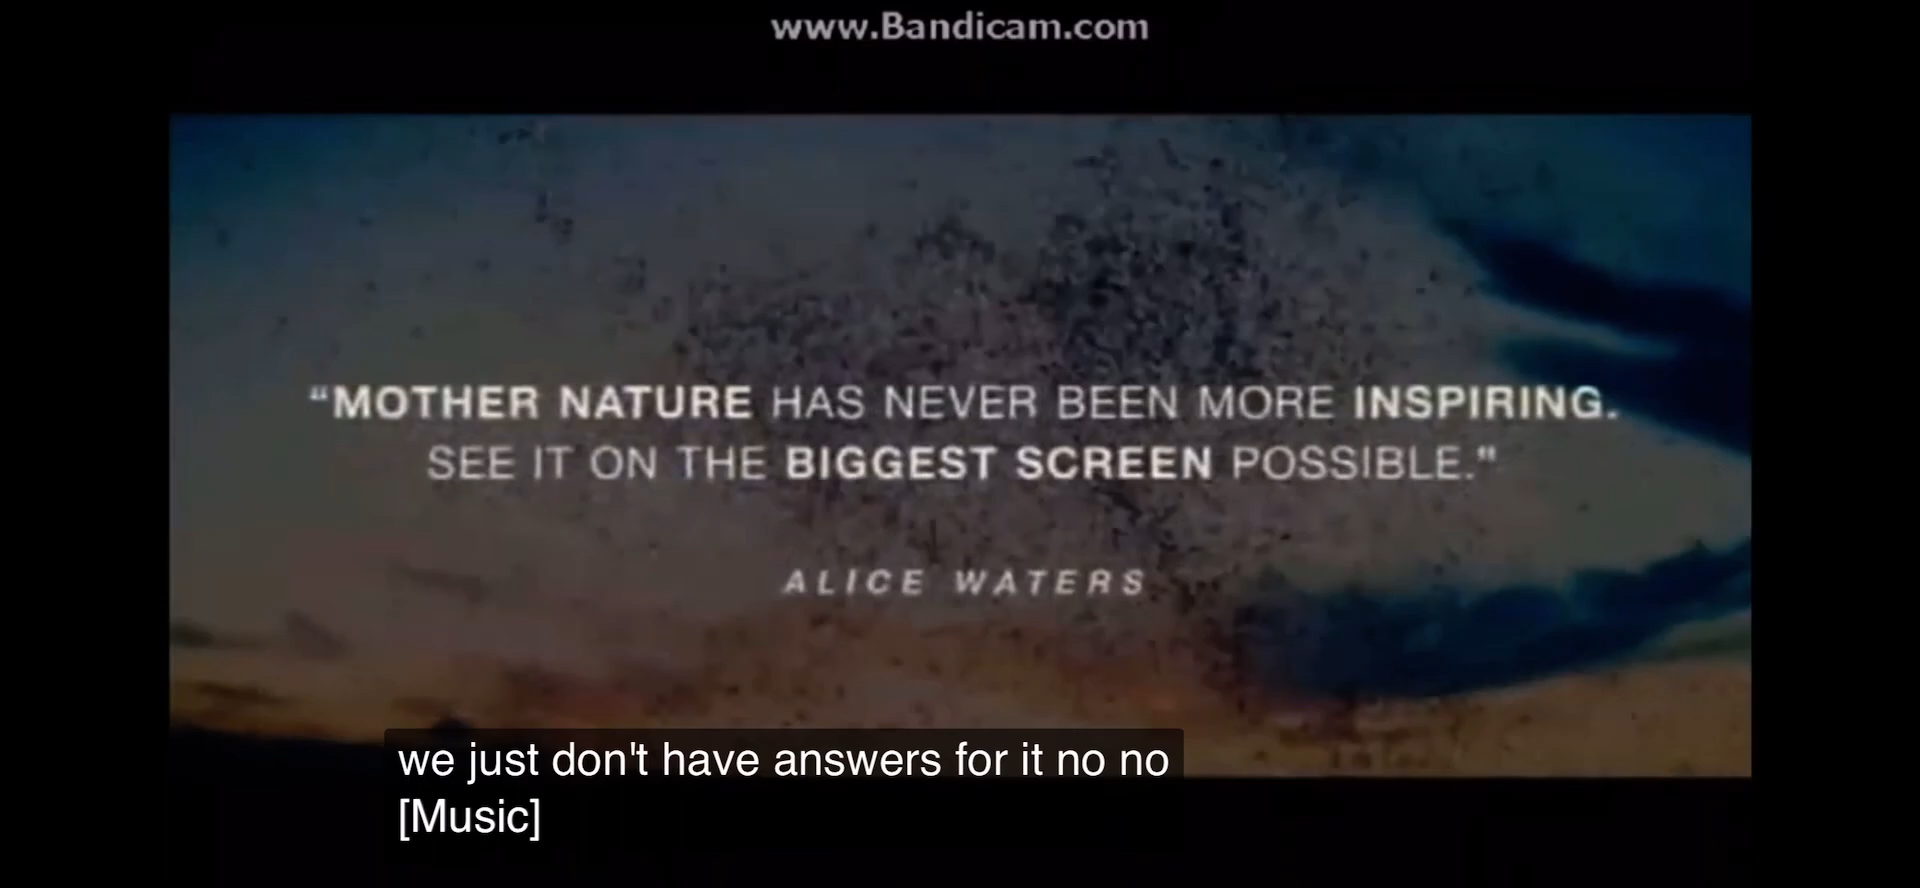 www.Bandicam.com
“MOTHER NATURE HAS NEVER BEEN MORE INSPIRING.
SEE IT ON THE BIGGEST SCREEN POSSIBLE."
ALICE WATERS
we just don't have answers for it no no
[Music]